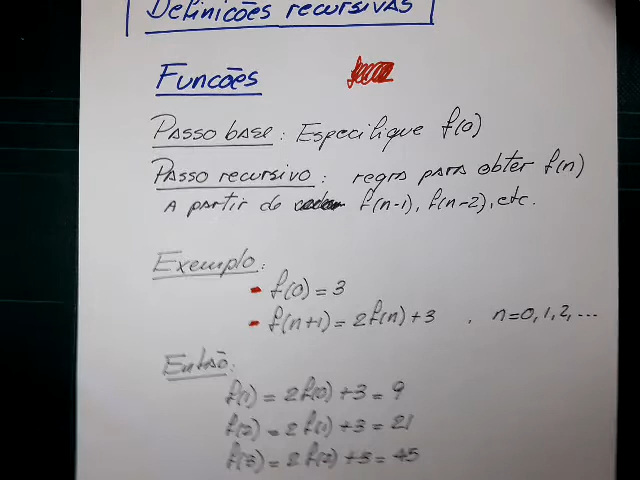 Definições recursivas
Funções
Passo base: Especifique f(0)
Passo recursivo: regra para obter f(n)
A partir de f(n-1), f(n-2), etc.
Exemplo:
- f(0) = 3
- f(n+1) = 2f(n) + 3 , n=0, 1, 2, ...
Então:
f(1) = 2f(0) + 3 = 9
f(2) = 2f(1) + 3 = 21
f(3) = 2f(2) + 3 = 45